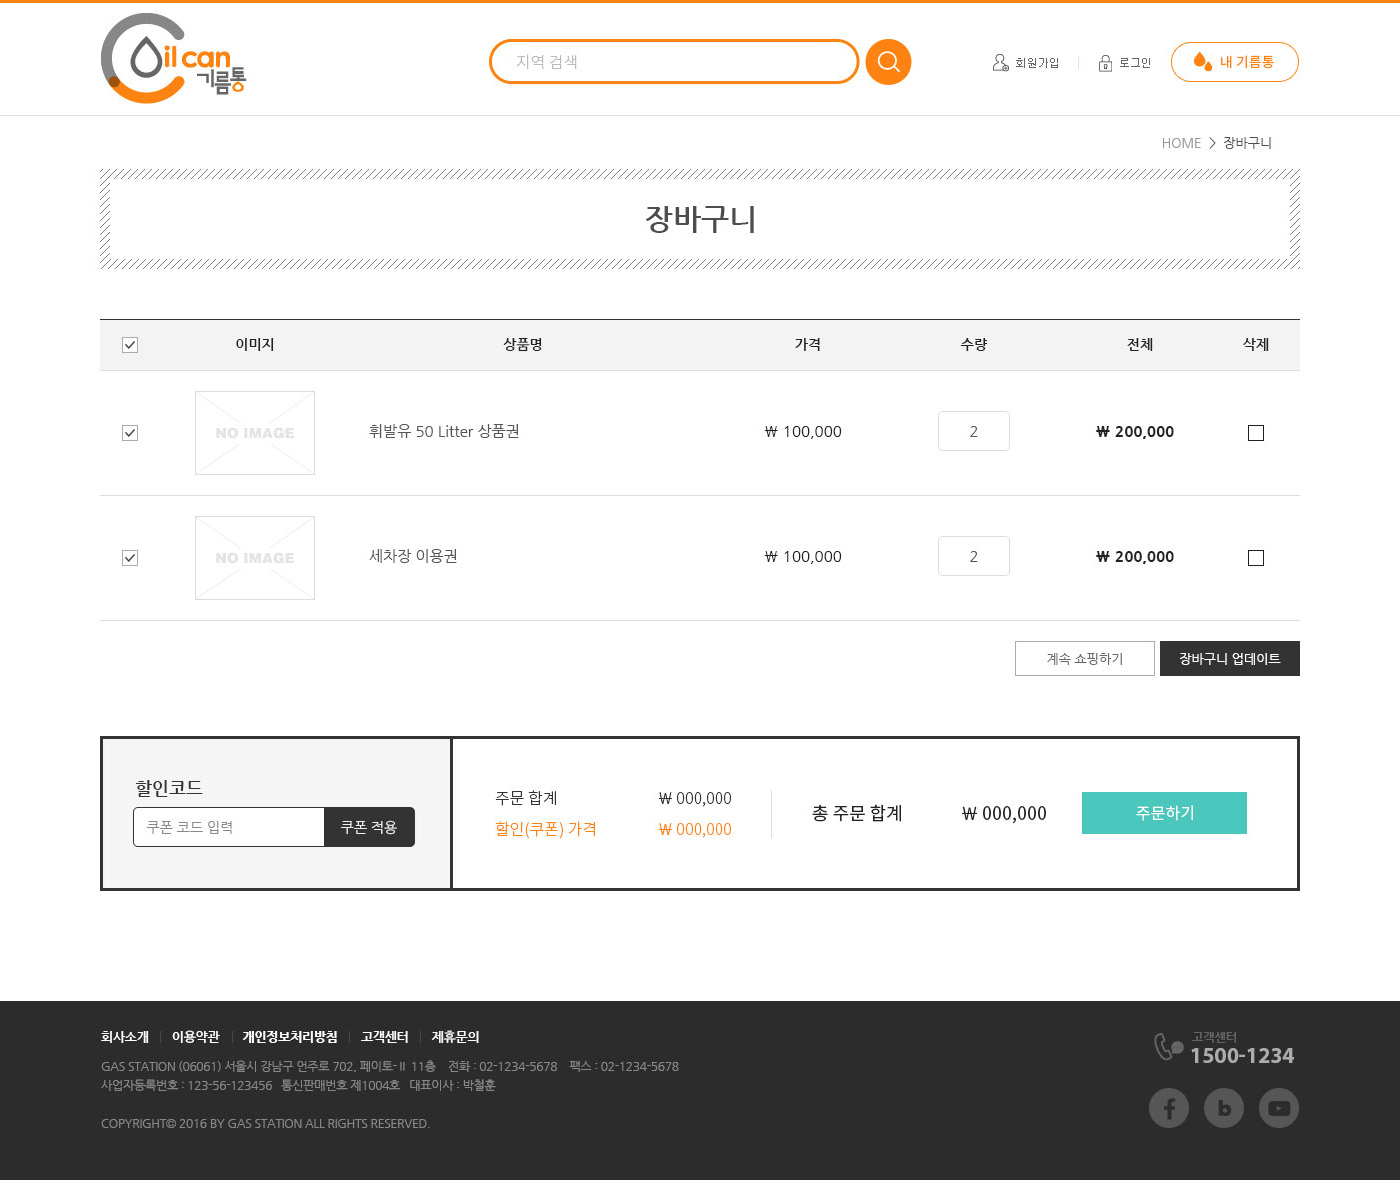 oil can
기름통
지역 검색
회원가입
로그인
내 기름통
HOME > 장바구니
장바구니
이미지 상품명 가격 수량 전체 삭제
NO IMAGE 휘발유 50 Litter 상품권 ₩ 100,000 2 ₩ 200,000
NO IMAGE 세차장 이용권 ₩ 100,000 2 ₩ 200,000
계속 쇼핑하기 장바구니 업데이트
할인코드
쿠폰 코드 입력 쿠폰 적용
주문 합계 ₩ 000,000
할인(쿠폰) 가격 ₩ 000,000
총 주문 합계 ₩ 000,000 주문하기
회사소개 이용약관 개인정보처리방침 고객센터 제휴문의
GAS STATION (06061) 서울시 강남구 언주로 702, 페이토-Ⅱ 11층 전화 : 02-1234-5678 팩스 : 02-1234-5678
사업자등록번호 : 123-56-123456 통신판매번호 제1004호 대표이사 : 박철훈
COPYRIGHT© 2016 BY GAS STATION ALL RIGHTS RESERVED.
고객센터
1500-1234